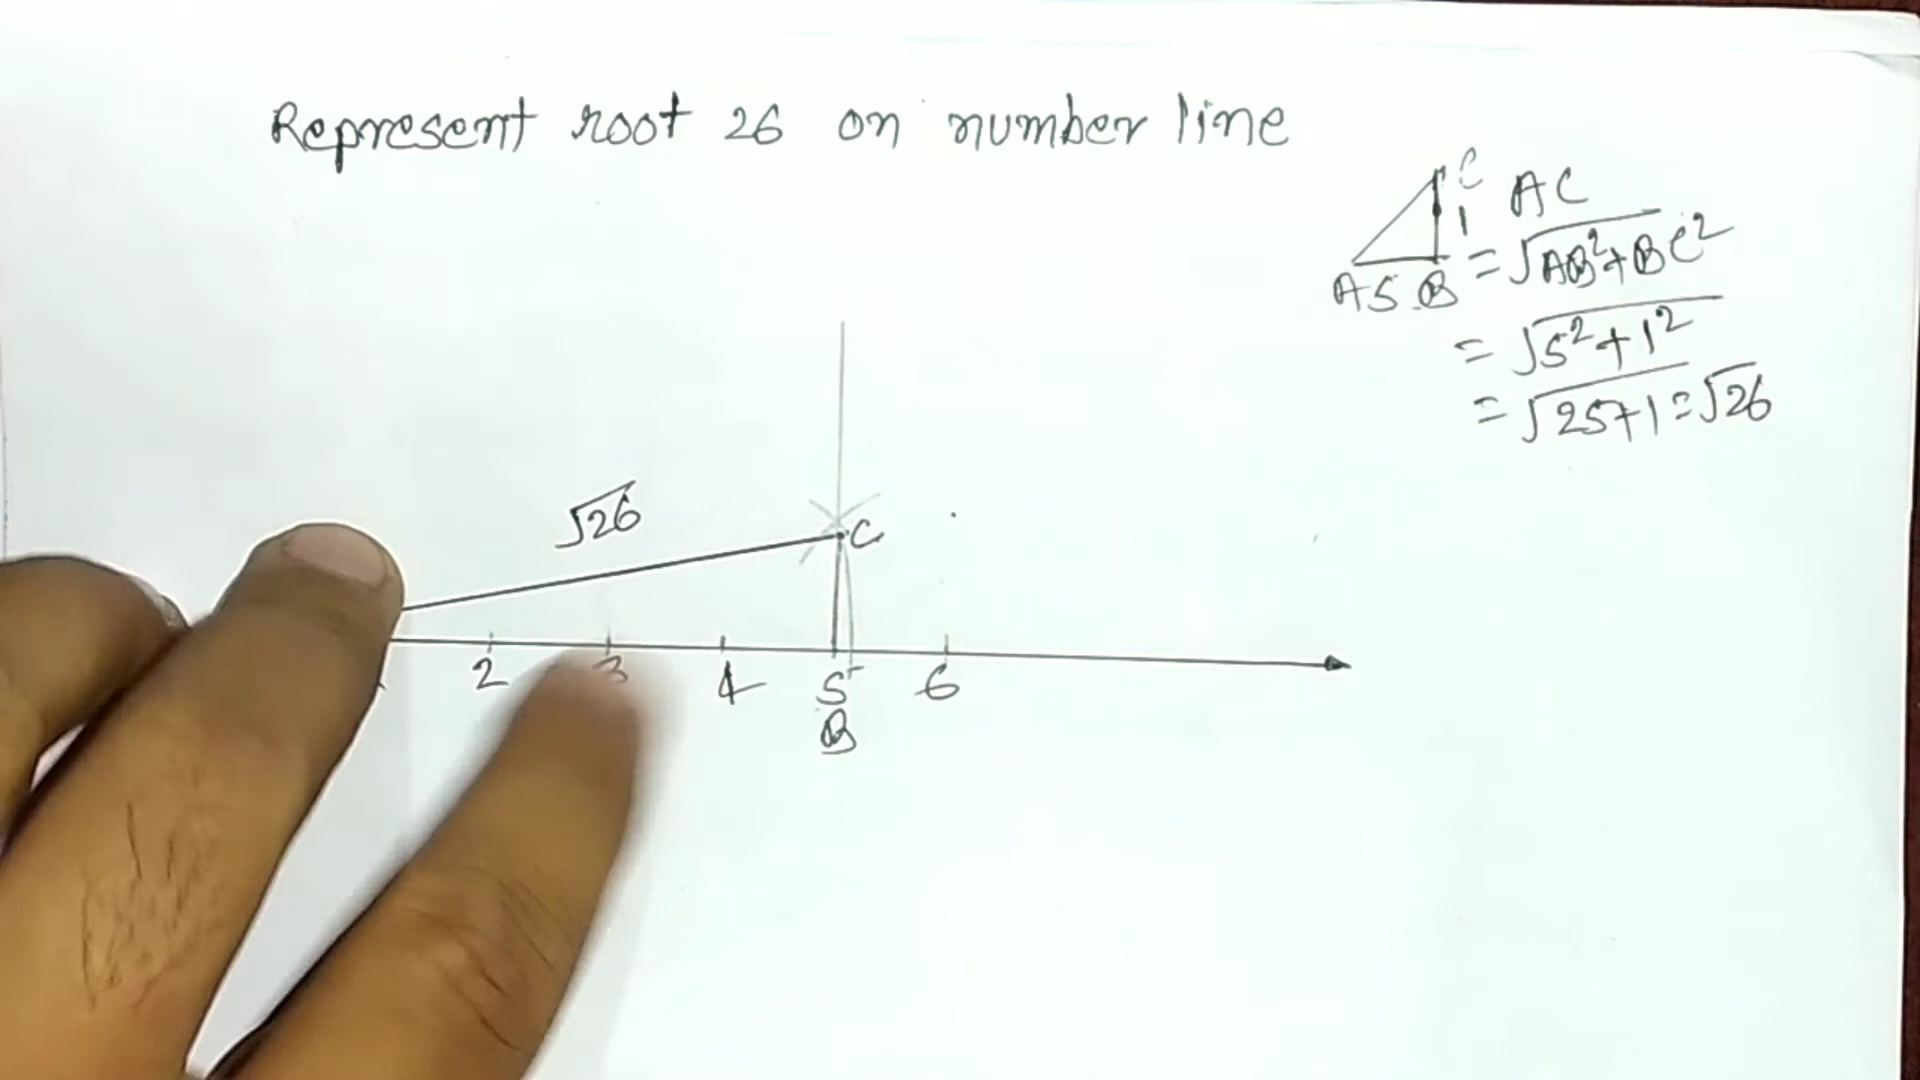 Represent root 26 on number line
C
1
A 5 B
AC
= √AB²+BC²
= √5²+1²
= √25+1 = √26
√26
C
2 3 4 5 6
B